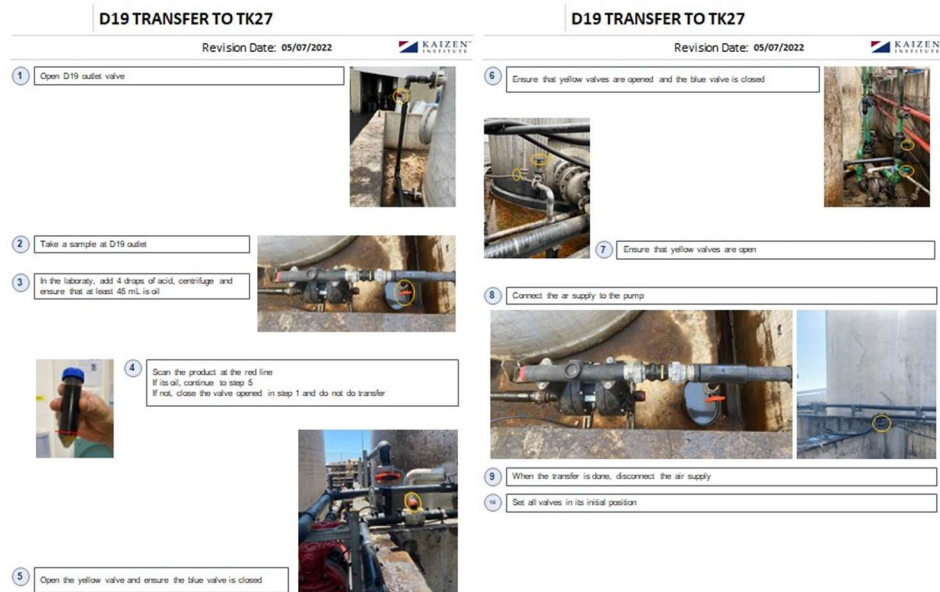 D19 TRANSFER TO TK27
Revision Date: 05/07/2022
KAIZEN
INSTITUTE
1
Open D19 outlet valve
2
Take a sample at D19 outlet
3
In the laboraty, add 4 drops of acid, centrifuge and
ensure that at least 45 mL is oil
4
Scan the product at the red line
If its oil, continue to step 5
If not, close the valve opened in step 1 and do not do transfer
5
Open the yellow valve and ensure the blue valve is closed
D19 TRANSFER TO TK27
Revision Date: 05/07/2022
KAIZEN
INSTITUTE
6
Ensure that yellow valves are opened and the blue valve is closed
7
Ensure that yellow valves are open
8
Connect the air supply to the pump
9
When the transfer is done, disconnect the air supply
10
Set all valves in its initial position